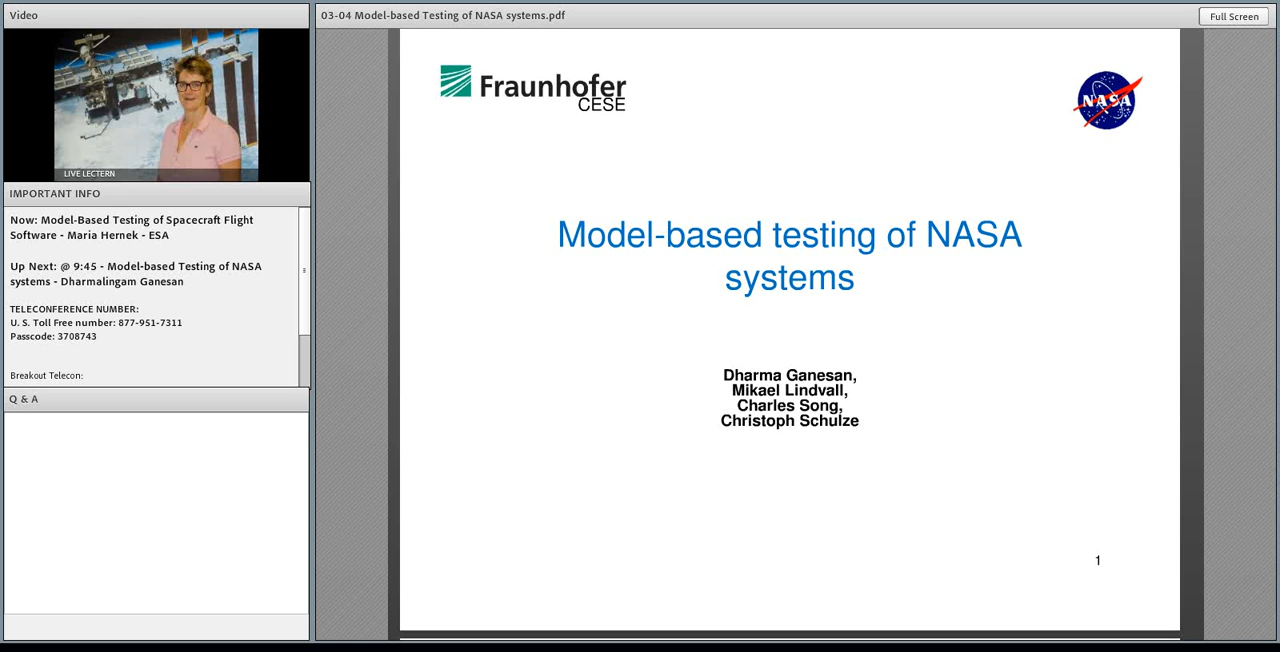 Video
LIVE LECTERN
IMPORTANT INFO
Now: Model-Based Testing of Spacecraft Flight
Software - Maria Hernek - ESA
Up Next: @ 9:45 - Model-based Testing of NASA
systems - Dharmalingam Ganesan
TELECONFERENCE NUMBER:
U. S. Toll Free number: 877-951-7311
Passcode: 3708743
Breakout Telecon:
Q & A
03-04 Model-based Testing of NASA systems.pdf
Full Screen
Fraunhofer
CESE
NASA
Model-based testing of NASA
systems
Dharma Ganesan,
Mikael Lindvall,
Charles Song,
Christoph Schulze
1